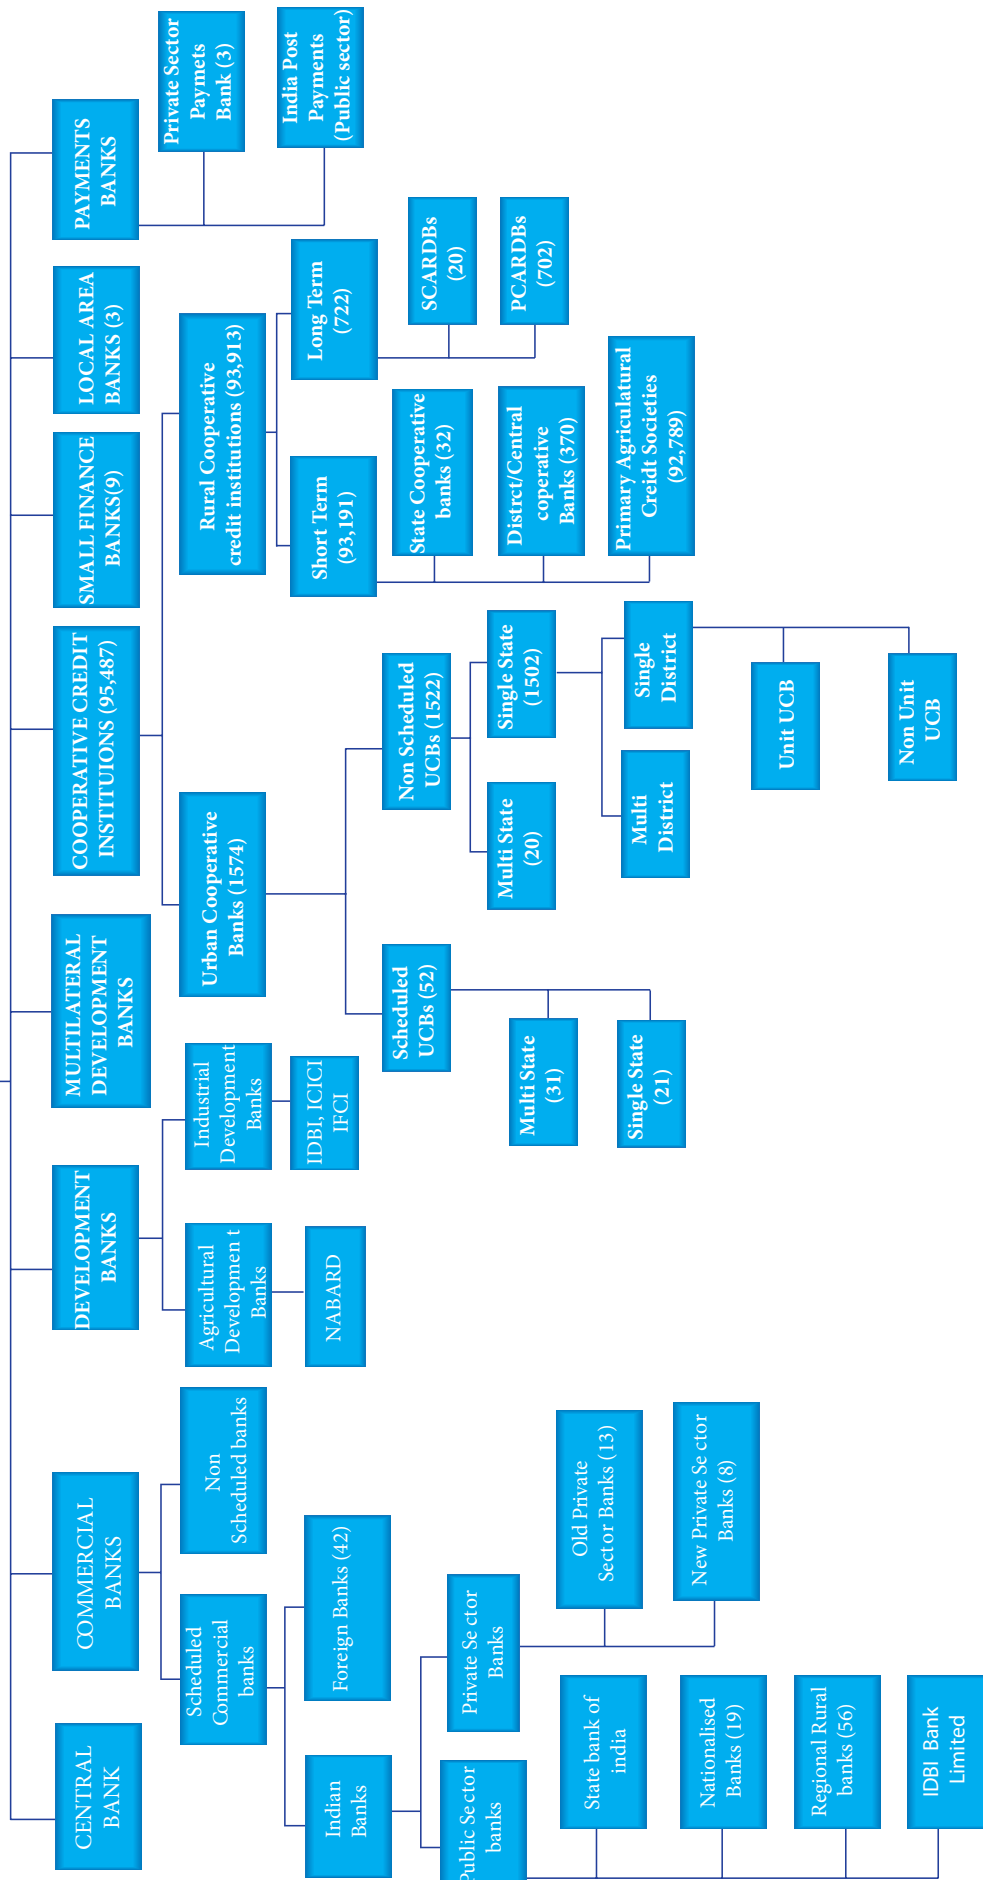 CENTRAL
BANK
COMMERCIAL
BANKS
DEVELOPMENT
BANKS
MULTILATERAL
DEVELOPMENT
BANKS
COOPERATIVE CREDIT
INSTITUIONS (95,487)
SMALL FINANCE
BANKS(9)
LOCAL AREA
BANKS (3)
PAYMENTS
BANKS
Scheduled
Commercial
banks
Non
Scheduled banks
Agricultural
Developmen t
Banks
Industrial
Development
Banks
Urban Cooperative
Banks (1574)
Rural Cooperative
credit institutions (93,913)
Private Sector
Paymets
Bank (3)
India Post
Payments
(Public sector)
Indian
Banks
Foreign Banks (42)
NABARD
IDBI, ICICI
IFCI
Scheduled
UCBs (52)
Non Scheduled
UCBs (1522)
Short Term
(93,191)
Long Term
(722)
Public Se ctor
banks
Private Se ctor
Banks
Multi State
(31)
Single State
(21)
Multi State
(20)
Single State
(1502)
State Cooperative
banks (32)
Distrct/Central
coperative
Banks (370)
Primary Agriculatural
Creidt Societies
(92,789)
SCARDBs
(20)
PCARDBs
(702)
State bank of
india
Nationalised
Banks (19)
Regional Rural
banks (56)
IDBI Bank
Limited
Old Private
Sect or Banks (13)
New Private Se ctor
Banks (8)
Multi
District
Single
District
Unit UCB
Non Unit
UCB